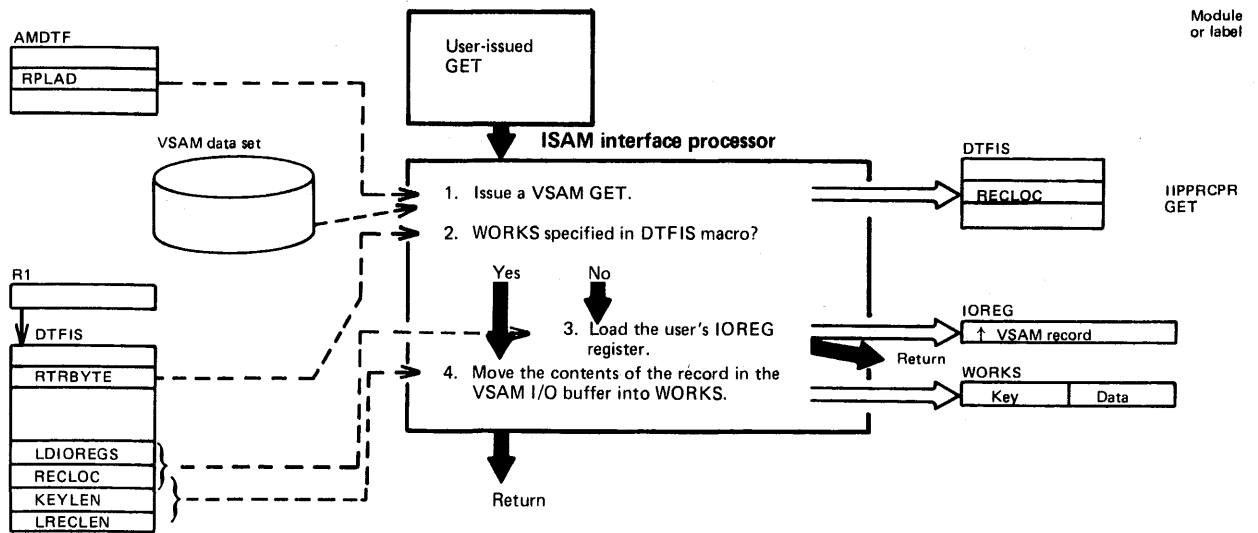 Module
or label
AMDTF
RPLAD
User-issued
GET
VSAM data set
ISAM interface processor
1. Issue a VSAM GET.
2. WORKS specified in DTFIS macro?
Yes
No
3. Load the user's IOREG
register.
4. Move the contents of the record in the
VSAM I/O buffer into WORKS.
Return
Return
R1
DTFIS
RTRBYTE
LDIOREGS
RECLOC
KEYLEN
LRECLEN
DTFIS
RECLOC
IIPPRCPR
GET
IOREG
↑ VSAM record
WORKS
Key
Data